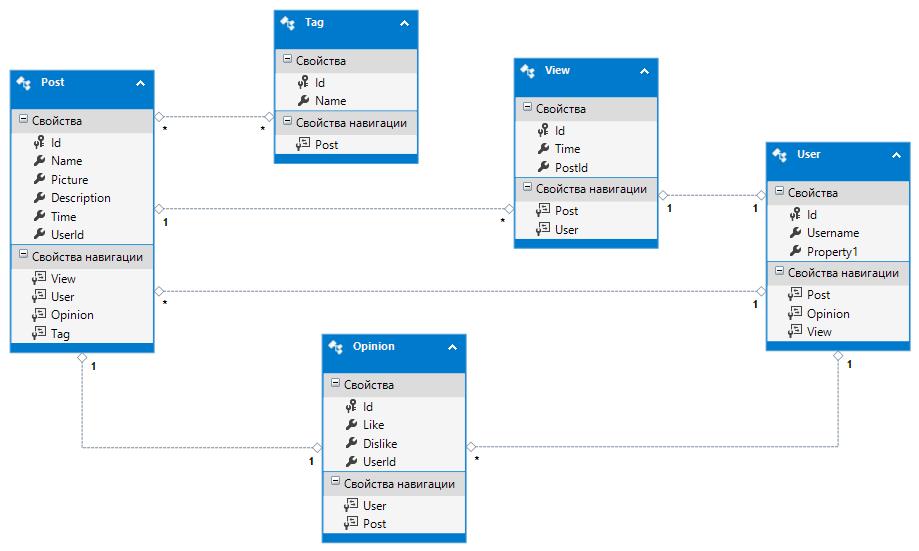 Tag
Свойства
Id
Name
Свойства навигации
Post
Post
Свойства
Id
Name
Picture
Description
Time
UserId
Свойства навигации
View
User
Opinion
Tag
View
Свойства
Id
Time
PostId
Свойства навигации
Post
User
User
Свойства
Id
Username
Property1
Свойства навигации
Post
Opinion
View
Opinion
Свойства
Id
Like
Dislike
UserId
Свойства навигации
User
Post
* *
1 *
1 1
* 1
1 1
* 1